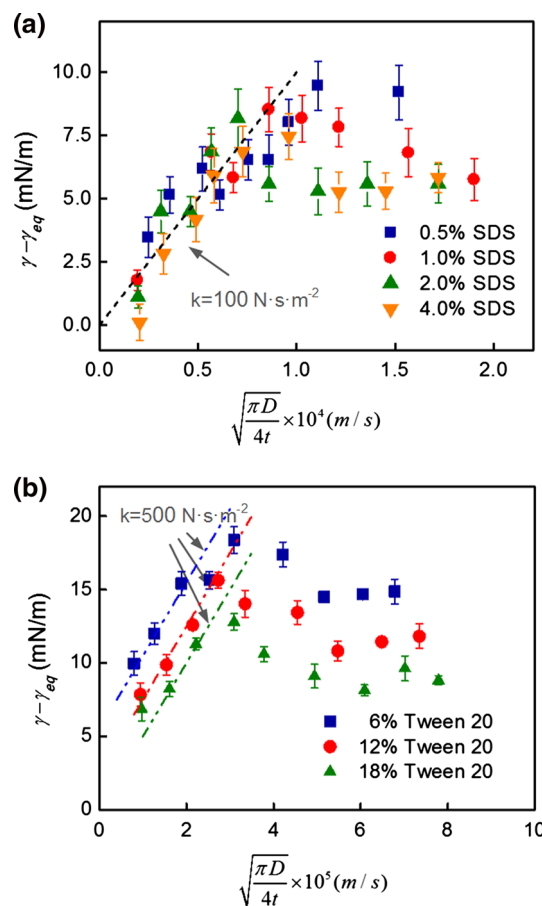 (a)
10.0
7.5
5.0
2.5
0.0
γ−γeq (mN/m)
k=100 N·s·m-2
0.5% SDS
1.0% SDS
2.0% SDS
4.0% SDS
0.0 0.5 1.0 1.5 2.0
√πD/4t ×10⁴(m/s)
(b)
20
15
10
5
0
γ−γeq (mN/m)
k=500 N·s·m-2
6% Tween 20
12% Tween 20
18% Tween 20
0 2 4 6 8 10
√πD/4t ×10⁵(m/s)